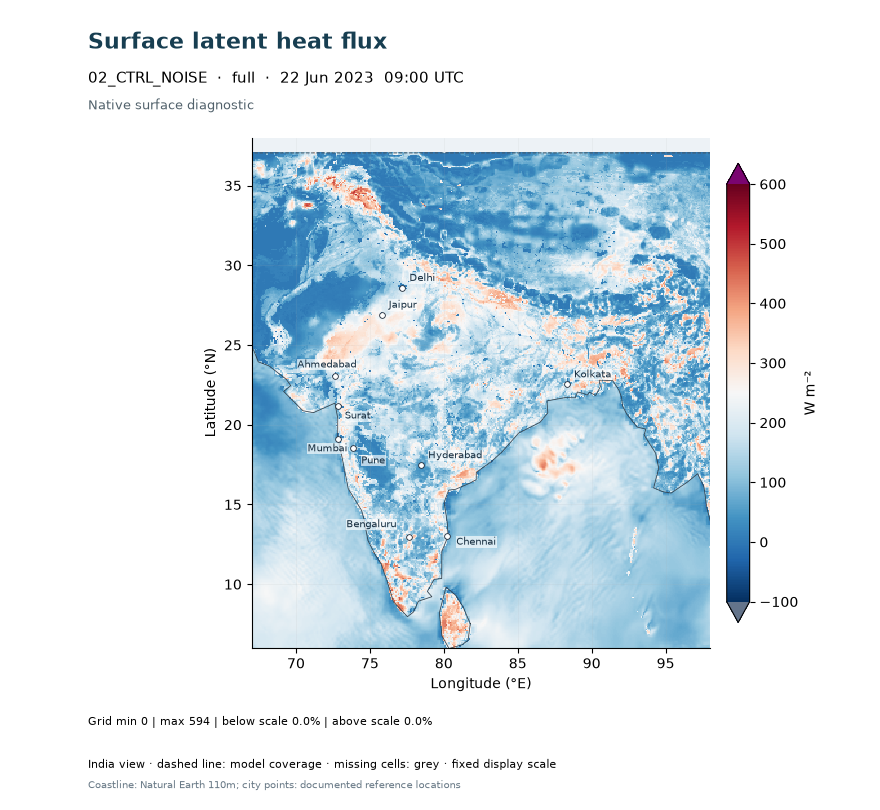 Surface latent heat flux
02_CTRL_NOISE · full · 22 Jun 2023 09:00 UTC
Native surface diagnostic
35
30
25
20
15
10
Latitude (°N)
70
75
80
85
90
95
Longitude (°E)
Delhi
Jaipur
Ahmedabad
Kolkata
Surat
Mumbai
Pune
Hyderabad
Bengaluru
Chennai
600
500
400
300
200
100
0
−100
W m⁻²
Grid min 0 | max 594 | below scale 0.0% | above scale 0.0%
India view · dashed line: model coverage · missing cells: grey · fixed display scale
Coastline: Natural Earth 110m; city points: documented reference locations